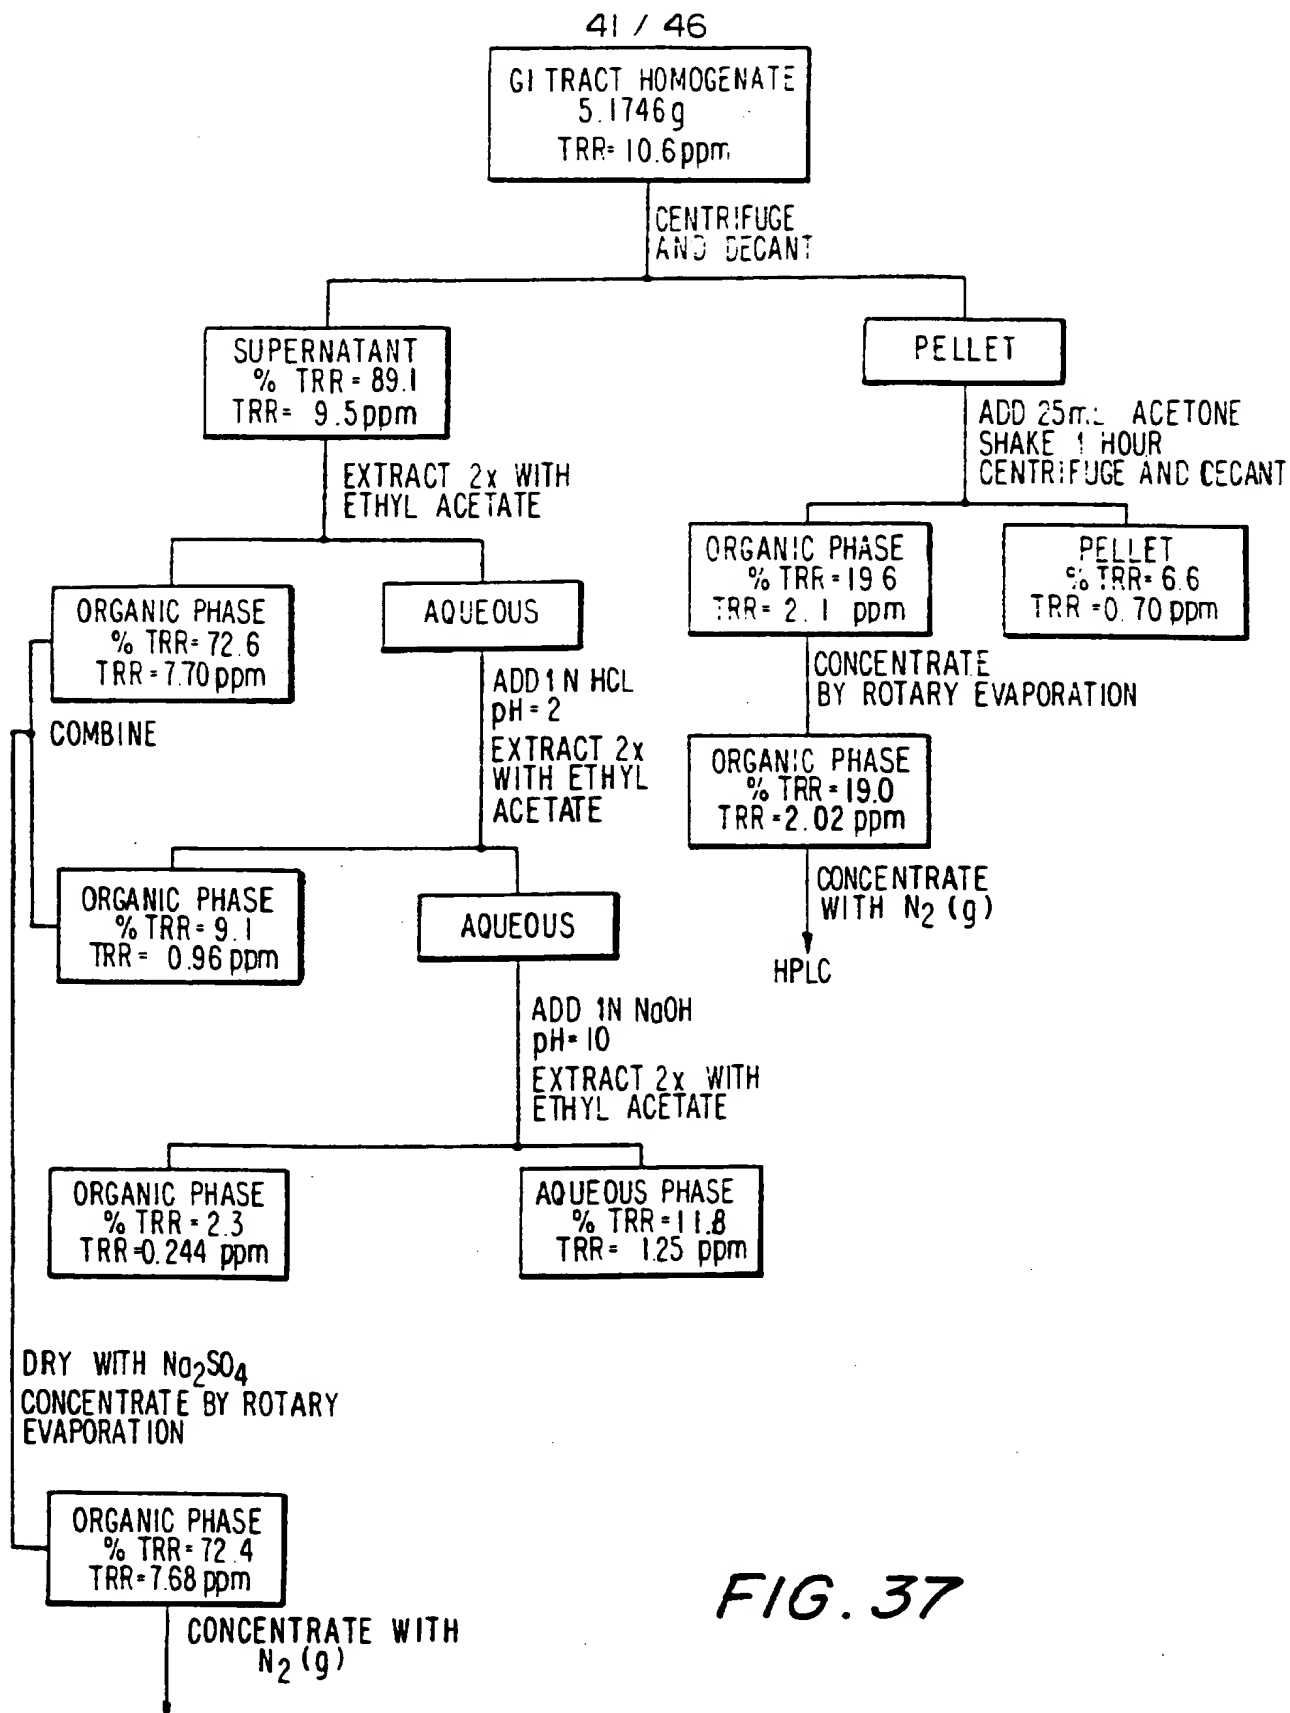 41 / 46
GI TRACT HOMOGENATE
5.1746g
TRR= 10.6ppm
CENTRIFUGE
AND DECANT
SUPERNATANT
% TRR= 89.1
TRR= 9.5ppm
PELLET
ADD 25mL ACETONE
SHAKE 1 HOUR
CENTRIFUGE AND CECANT
EXTRACT 2x WITH
ETHYL ACETATE
ORGANIC PHASE
% TRR=19.6
TRR= 2.1 ppm
PELLET
% TRR= 6.6
TRR=0.70 ppm
ORGANIC PHASE
% TRR= 72.6
TRR=7.70ppm
AQUEOUS
CONCENTRATE
BY ROTARY EVAPORATION
ADD 1 N HCL
pH=2
EXTRACT 2x
WITH ETHYL
ACETATE
COMBINE
ORGANIC PHASE
% TRR=19.0
TRR=2.02 ppm
CONCENTRATE
WITH N2 (g)
HPLC
ORGANIC PHASE
% TRR= 9.1
TRR= 0.96ppm
AQUEOUS
ADD 1N NaOH
pH=10
EXTRACT 2x WITH
ETHYL ACETATE
ORGANIC PHASE
% TRR=2.3
TRR=0.244 ppm
AQUEOUS PHASE
% TRR=11.8
TRR= 1.25 ppm
DRY WITH Na2SO4
CONCENTRATE BY ROTARY
EVAPORATION
ORGANIC PHASE
% TRR=72.4
TRR=7.68 ppm
CONCENTRATE WITH
N2 (g)
FIG. 37